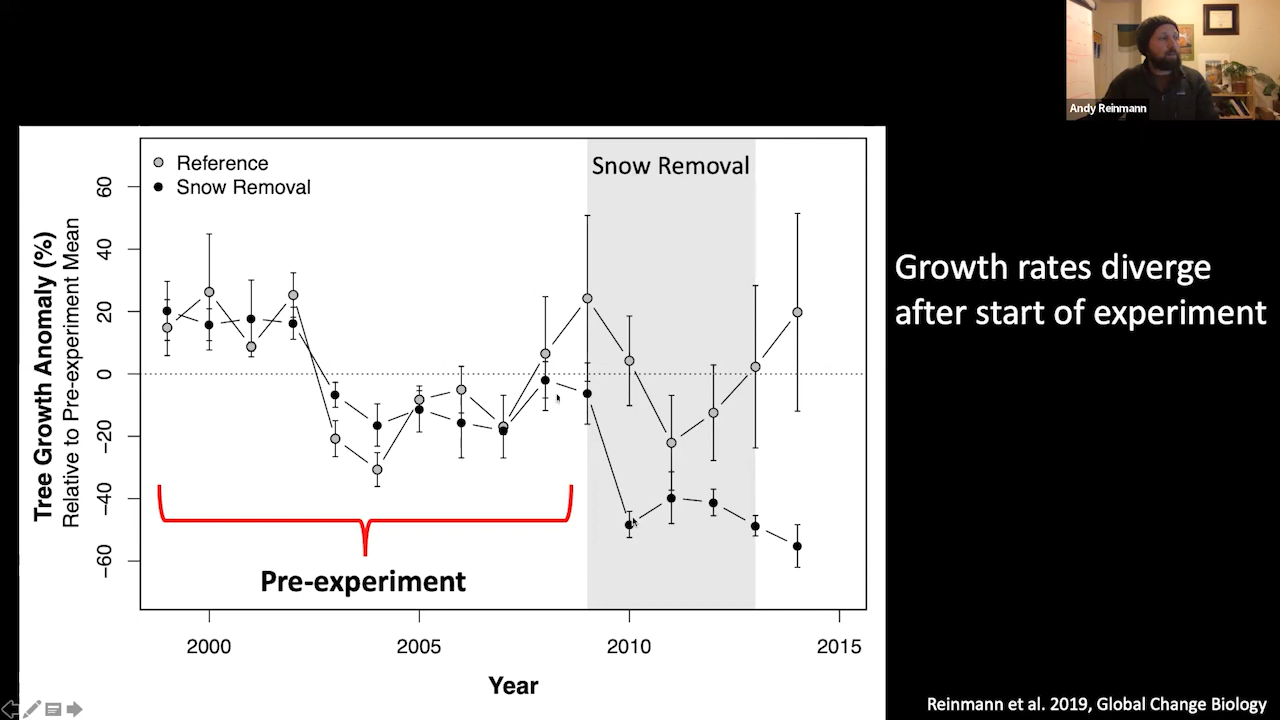 Andy Reinmann
Reference
Snow Removal
Snow Removal
60
40
20
0
−20
−40
−60
Tree Growth Anomaly (%)
Relative to Pre-experiment Mean
Pre-experiment
2000
2005
2010
2015
Year
Growth rates diverge
after start of experiment
Reinmann et al. 2019, Global Change Biology